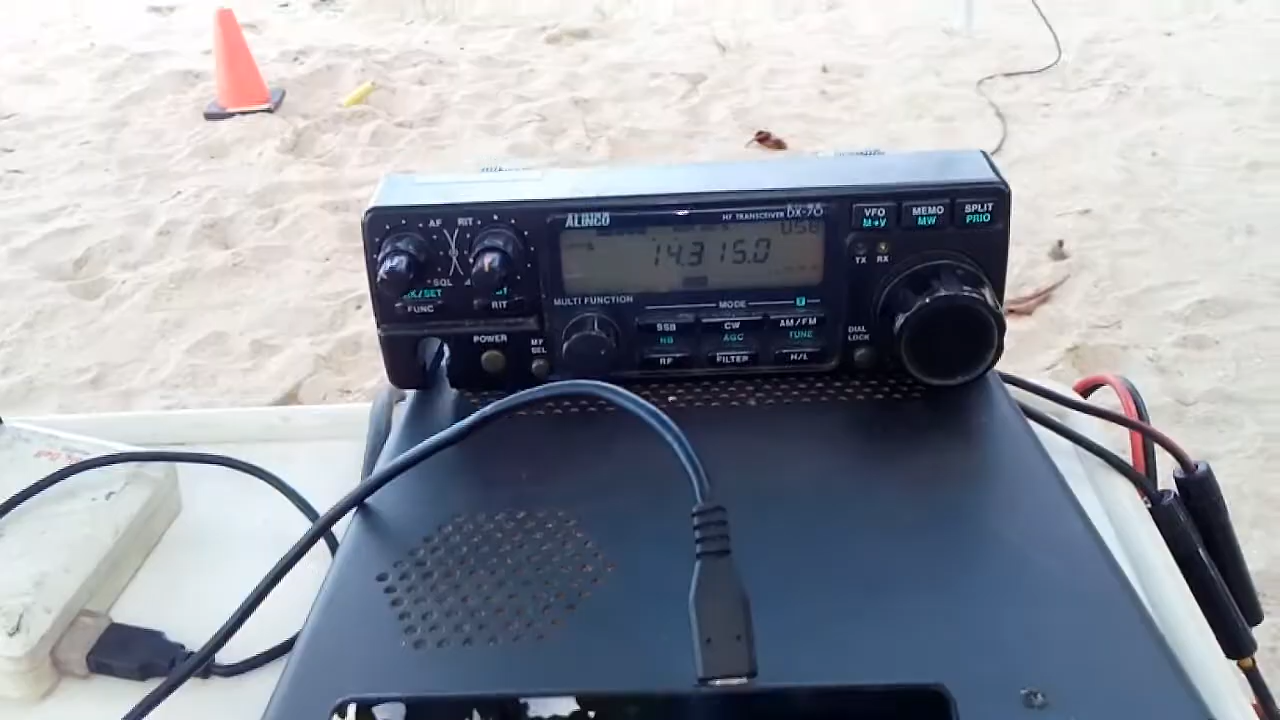 AF RIT
ALINCO
HF TRANSCEIVER DX-70
USB
14.315.0
SQL
RIT
FUNC
POWER
MF
SEL
MULTI FUNCTION
MODE
F
SSB
NB
CW
AGC
AM/FM
TUNE
RF
FILTER
H/L
VFO
M▸V
MEMO
MW
SPLIT
PRIO
TX RX
DIAL
LOCK